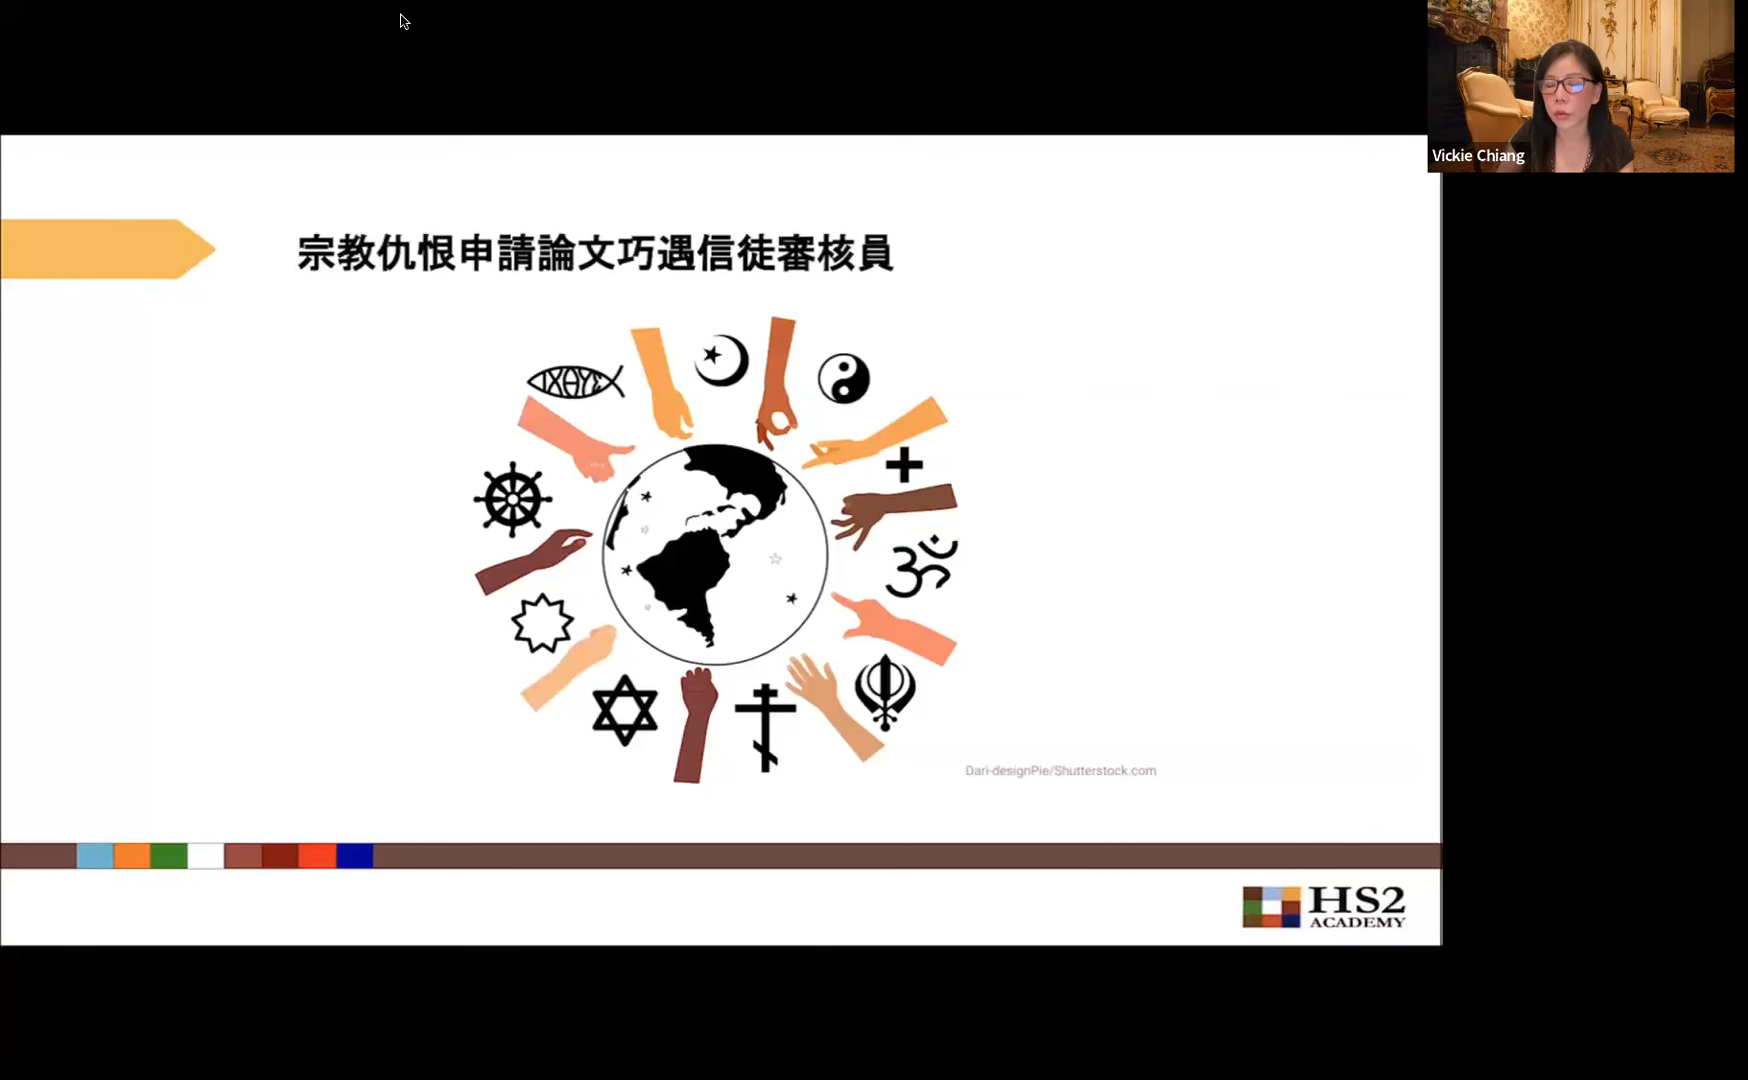 Vickie Chiang
宗教仇恨申請論文巧遇信徒審核員
ΙΧΘΥΣ
Dari-designPie/Shutterstock.com
HS2
ACADEMY